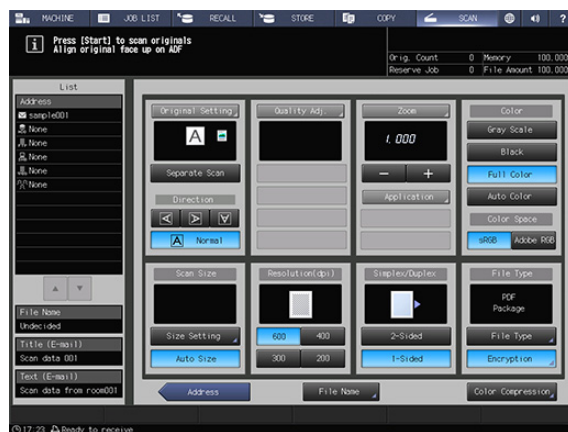 MACHINE JOB LIST RECALL STORE COPY SCAN ?
i Press [Start] to scan originals
Align original face up on ADF
Orig. Count 0 Memory 100.000
Reserve Job 0 File Amount 100.000
List
Address
sample001
None
None
None
None
None
File Name
Undecided
Title (E-mail)
Scan data 001
Text (E-mail)
Scan data from room001
Original Setting
A
Separate Scan
Direction
A A A
A Normal
Quality Adj.
Zoom
1.000
− +
Application
Color
Gray Scale
Black
Full Color
Auto Color
Color Space
sRGB Adobe RGB
Scan Size
Size Setting
Auto Size
Resolution(dpi)
600 400
300 200
Simplex/Duplex
2-Sided
1-Sided
File Type
PDF
Package
File Type
Encryption
Address File Name Color Compression
17:23 Ready to receive